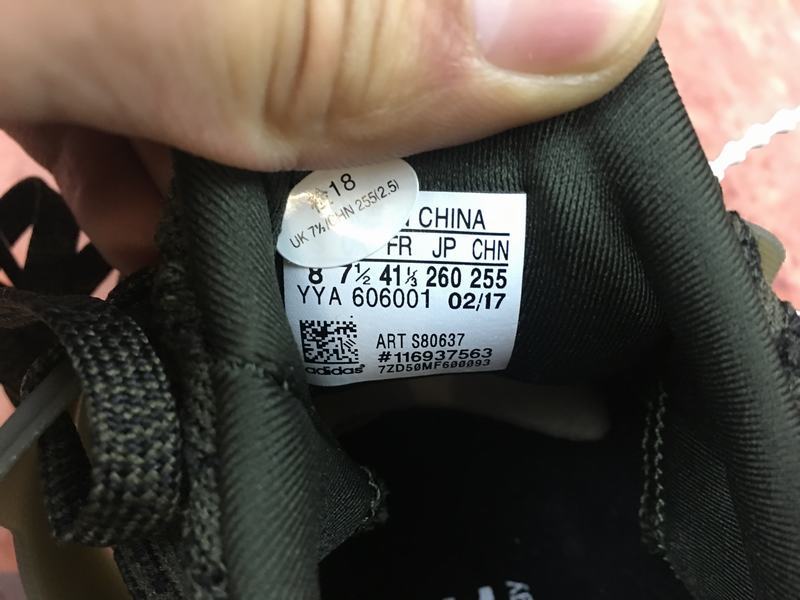 18
UK 7½/CHN 255(2.5)
CHINA
FR JP CHN
8 7½ 41⅓ 260 255
YYA 606001 02/17
ART S80637
#116937563
7ZD50MF600093
adidas